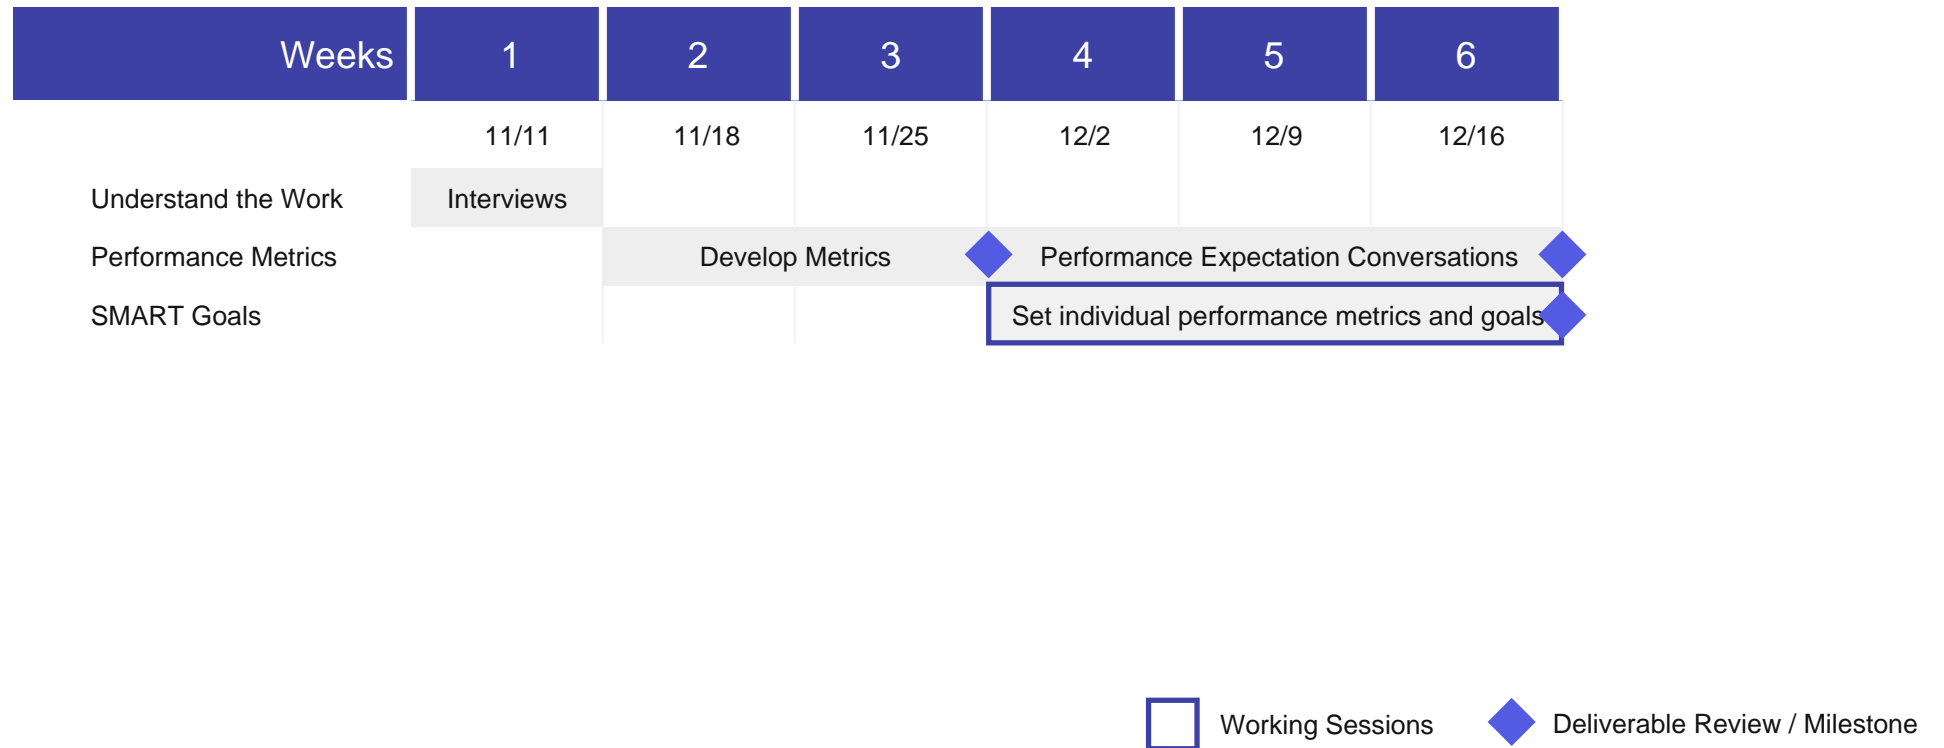 Weeks 1 2 3 4 5 6
11/11 11/18 11/25 12/2 12/9 12/16
Understand the Work Interviews
Performance Metrics Develop Metrics Performance Expectation Conversations
SMART Goals Set individual performance metrics and goals
Working Sessions Deliverable Review / Milestone